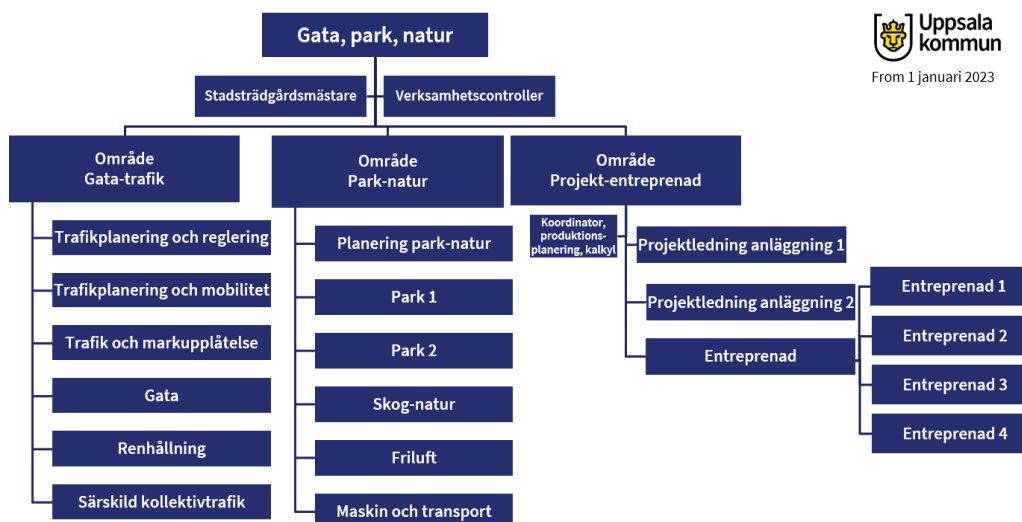 Gata, park, natur
Uppsala
kommun
From 1 januari 2023
Stadsträdgårdsmästare
Verksamhetscontroller
Område
Gata-trafik
Trafikplanering och reglering
Trafikplanering och mobilitet
Trafik och markupplåtelse
Gata
Renhållning
Särskild kollektivtrafik
Område
Park-natur
Planering park-natur
Park 1
Park 2
Skog-natur
Friluft
Maskin och transport
Område
Projekt-entreprenad
Koordinator,
produktions-
planering, kalkyl
Projektledning anläggning 1
Projektledning anläggning 2
Entreprenad
Entreprenad 1
Entreprenad 2
Entreprenad 3
Entreprenad 4